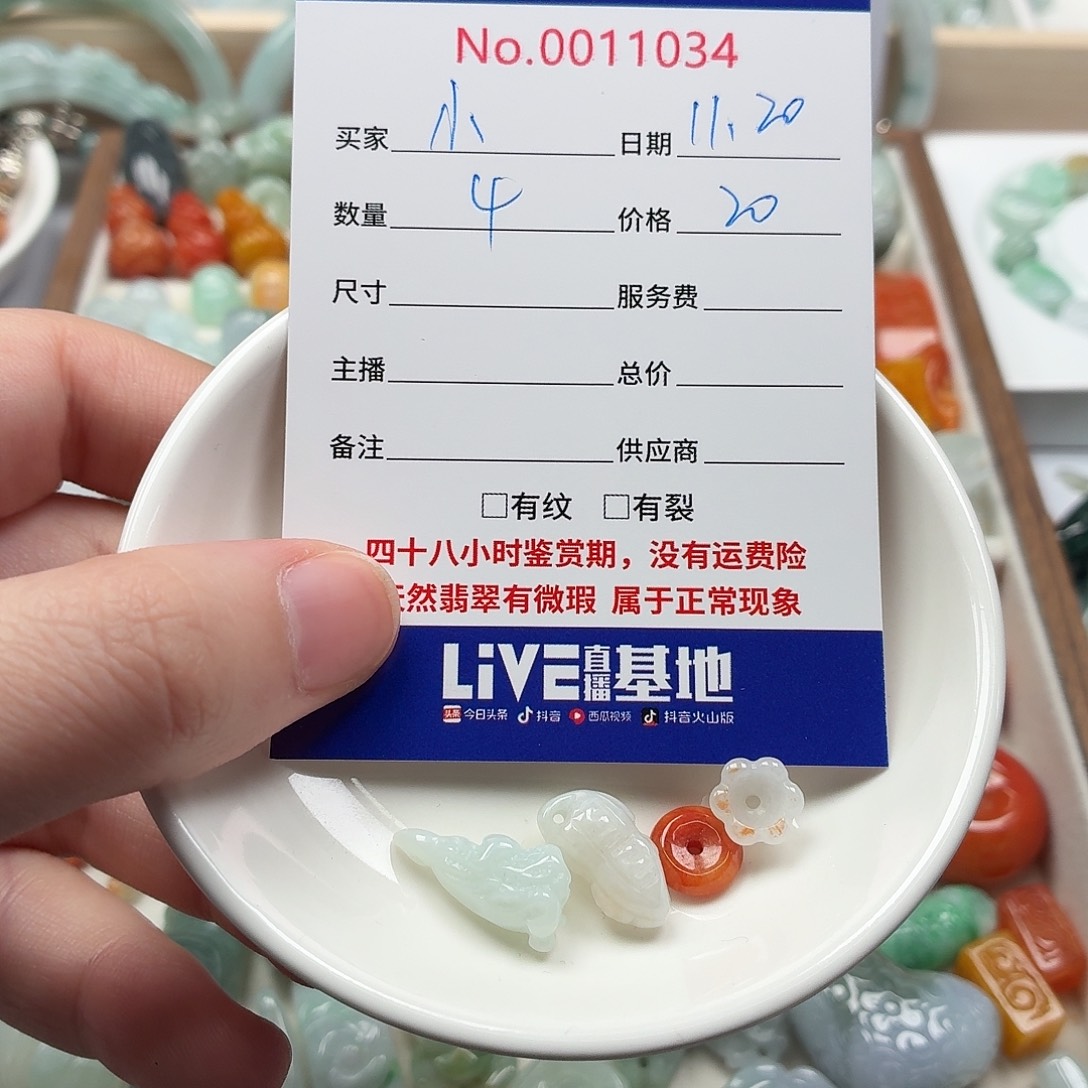 No.0011034
买家 小 日期 11.20
数量 4 价格 20
尺寸 服务费
主播 总价
备注 供应商
□有纹 □有裂
四十八小时鉴赏期，没有运费险
然翡翠有微瑕 属于正常现象
LiVE直播基地
头条 今日头条 抖音 西瓜视频 抖音火山版